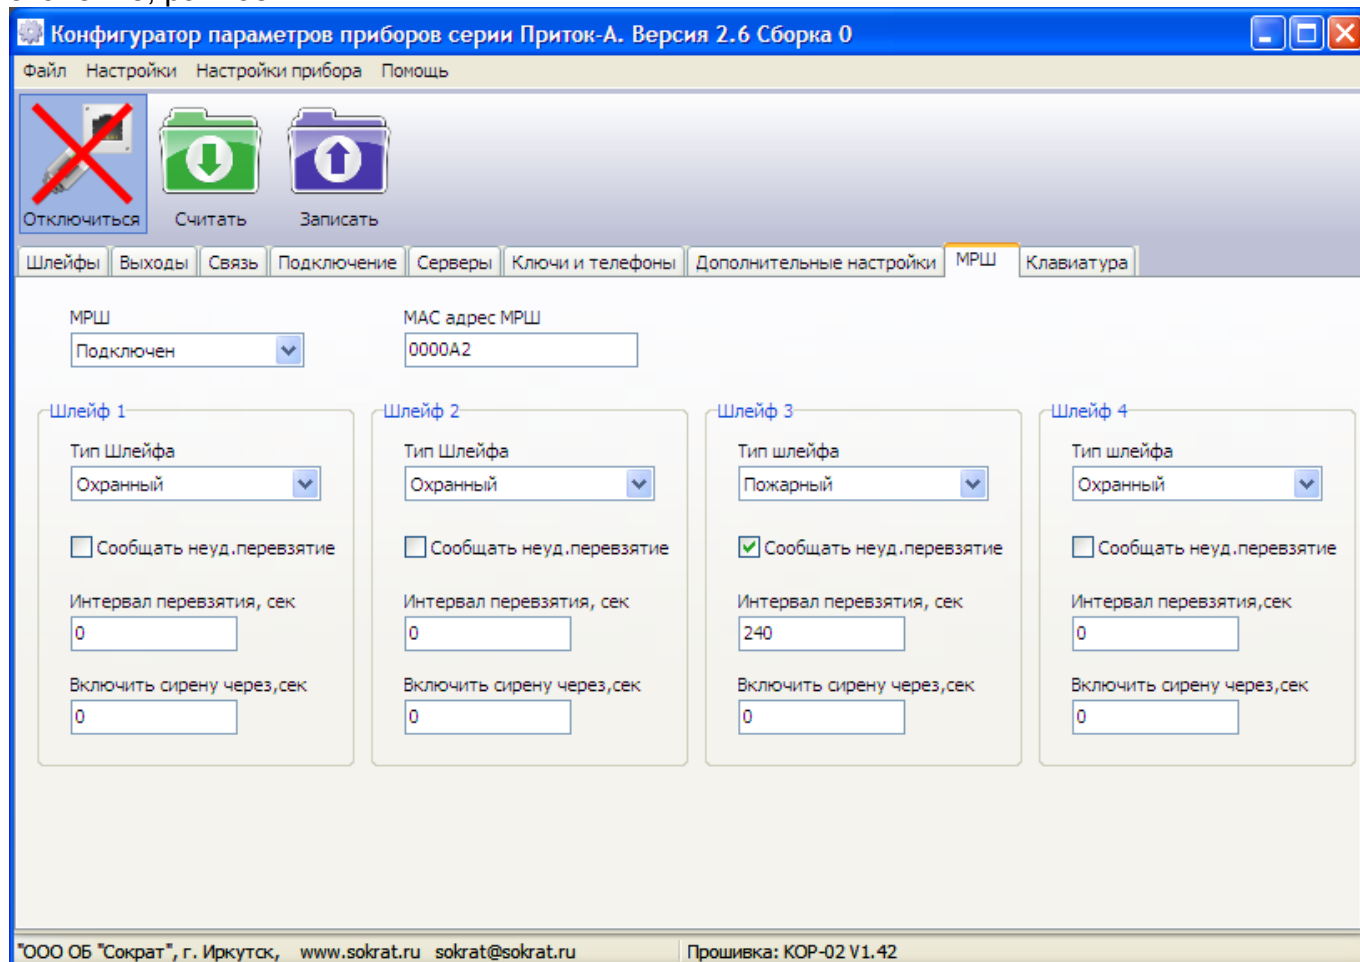 Конфигуратор параметров приборов серии Приток-А. Версия 2.6 Сборка 0
Файл Настройки Настройки прибора Помощь
Отключиться Считать Записать
Шлейфы Выходы Связь Подключение Серверы Ключи и телефоны Дополнительные настройки МРШ Клавиатура
МРШ МАС адрес МРШ
Подключен 0000A2
Шлейф 1 Шлейф 2 Шлейф 3 Шлейф 4
Тип Шлейфа Тип Шлейфа Тип шлейфа Тип шлейфа
Охранный Охранный Пожарный Охранный
Сообщать неуд.перевзятие Сообщать неуд.перевзятие Сообщать неуд.перевзятие Сообщать неуд.перевзятие
Интервал перевзятия, сек Интервал перевзятия, сек Интервал перевзятия, сек Интервал перевзятия,сек
0 0 240 0
Включить сирену через,сек Включить сирену через,сек Включить сирену через,сек Включить сирену через,сек
0 0 0 0
"ООО ОБ "Сократ", г. Иркутск, www.sokrat.ru sokrat@sokrat.ru Прошивка: КОР-02 V1.42